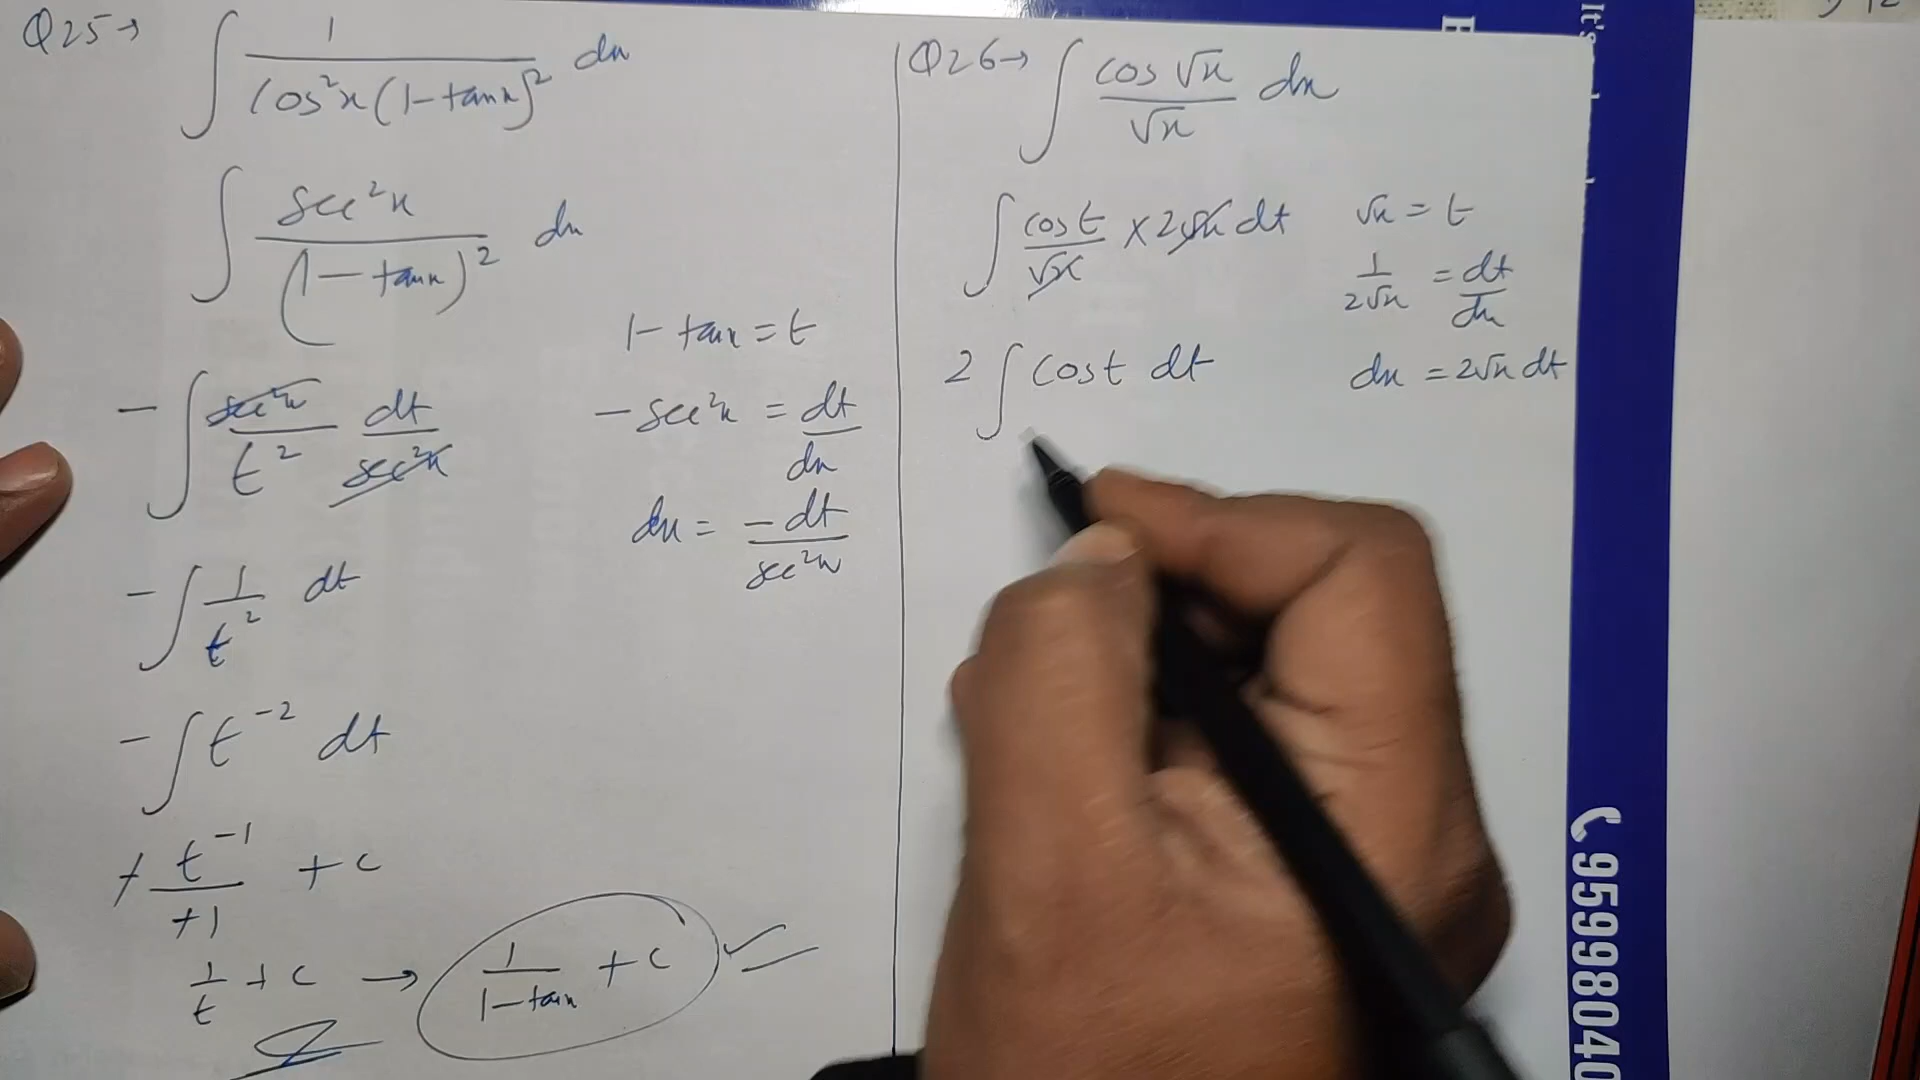 Q25→ ∫ 1/(cos²x(1-tanx)²) dx
∫ sec²x/(1-tanx)² dx
1-tanx = t
- ∫ sec²x/t² dt/sec²x
-sec²x = dt/dx
dx = -dt/sec²x
- ∫ 1/t² dt
- ∫ t⁻² dt
+ t⁻¹/+1 + c
1/t + c → 1/(1-tanx) + c
Q26→ ∫ cos√x/√x dx
∫ cost/√x × 2√x dt
√x = t
1/2√x = dt/dx
2 ∫ cost dt
dx = 2√x dt
It's
95998040